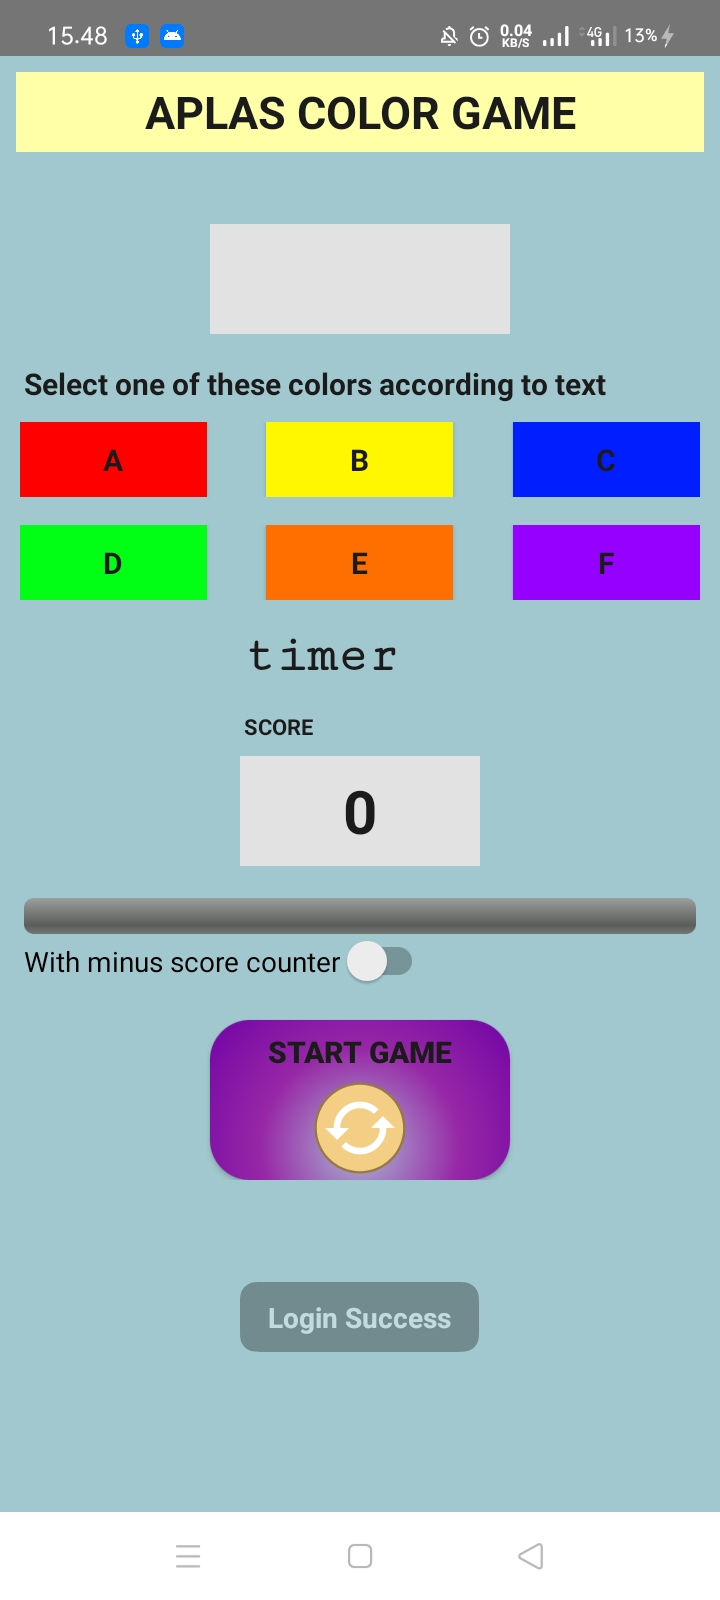 15.48 0.04 KB/S 4G 13%
APLAS COLOR GAME
Select one of these colors according to text
A B C
D E F
timer
SCORE
0
With minus score counter
START GAME
Login Success